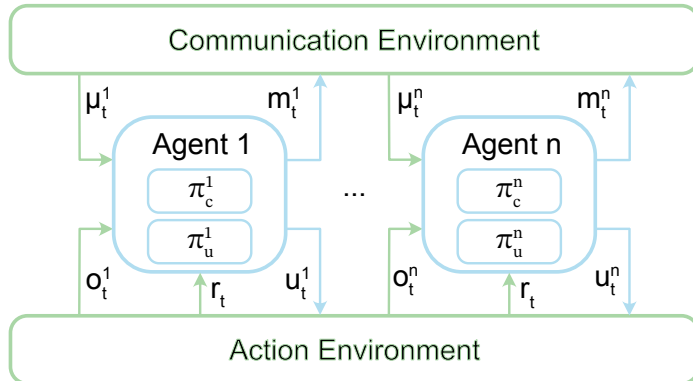 Communication Environment
μ_t^1 m_t^1 μ_t^n m_t^n
Agent 1 Agent n
π_c^1 ... π_c^n
π_u^1 π_u^n
o_t^1 r_t u_t^1 o_t^n r_t u_t^n
Action Environment